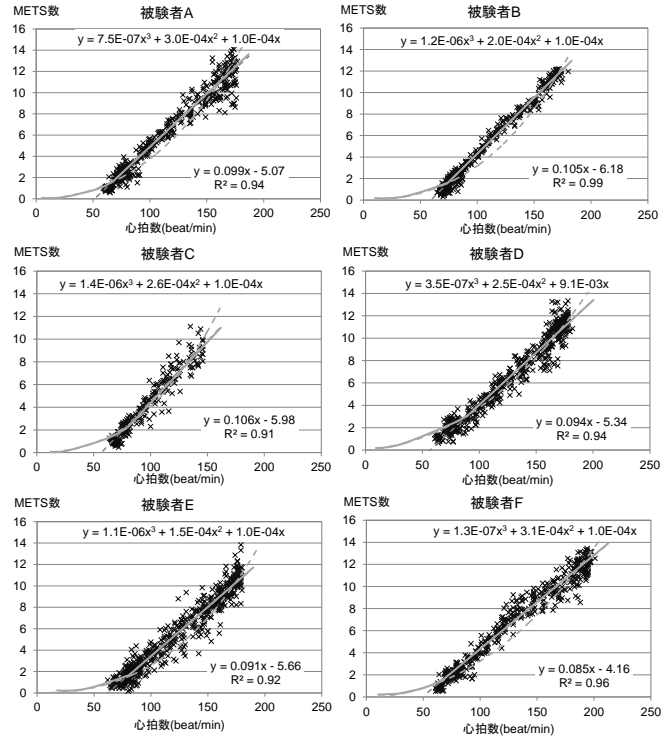 METS数
被験者A
y = 7.5E-07x³ + 3.0E-04x² + 1.0E-04x
16
14
12
10
8
6
4
2
0
y = 0.099x - 5.07
R² = 0.94
0 50 100 150 200 250
心拍数(beat/min)
METS数
被験者B
y = 1.2E-06x³ + 2.0E-04x² + 1.0E-04x
16
14
12
10
8
6
4
2
0
y = 0.105x - 6.18
R² = 0.99
0 50 100 150 200 250
心拍数(beat/min)
METS数
被験者C
y = 1.4E-06x³ + 2.6E-04x² + 1.0E-04x
16
14
12
10
8
6
4
2
0
y = 0.106x - 5.98
R² = 0.91
0 50 100 150 200 250
心拍数(beat/min)
METS数
被験者D
y = 3.5E-07x³ + 2.5E-04x² + 9.1E-03x
16
14
12
10
8
6
4
2
0
y = 0.094x - 5.34
R² = 0.94
0 50 100 150 200 250
心拍数(beat/min)
METS数
被験者E
y = 1.1E-06x³ + 1.5E-04x² + 1.0E-04x
16
14
12
10
8
6
4
2
0
y = 0.091x - 5.66
R² = 0.92
0 50 100 150 200 250
心拍数(beat/min)
METS数
被験者F
y = 1.3E-07x³ + 3.1E-04x² + 1.0E-04x
16
14
12
10
8
6
4
2
0
y = 0.085x - 4.16
R² = 0.96
0 50 100 150 200 250
心拍数(beat/min)